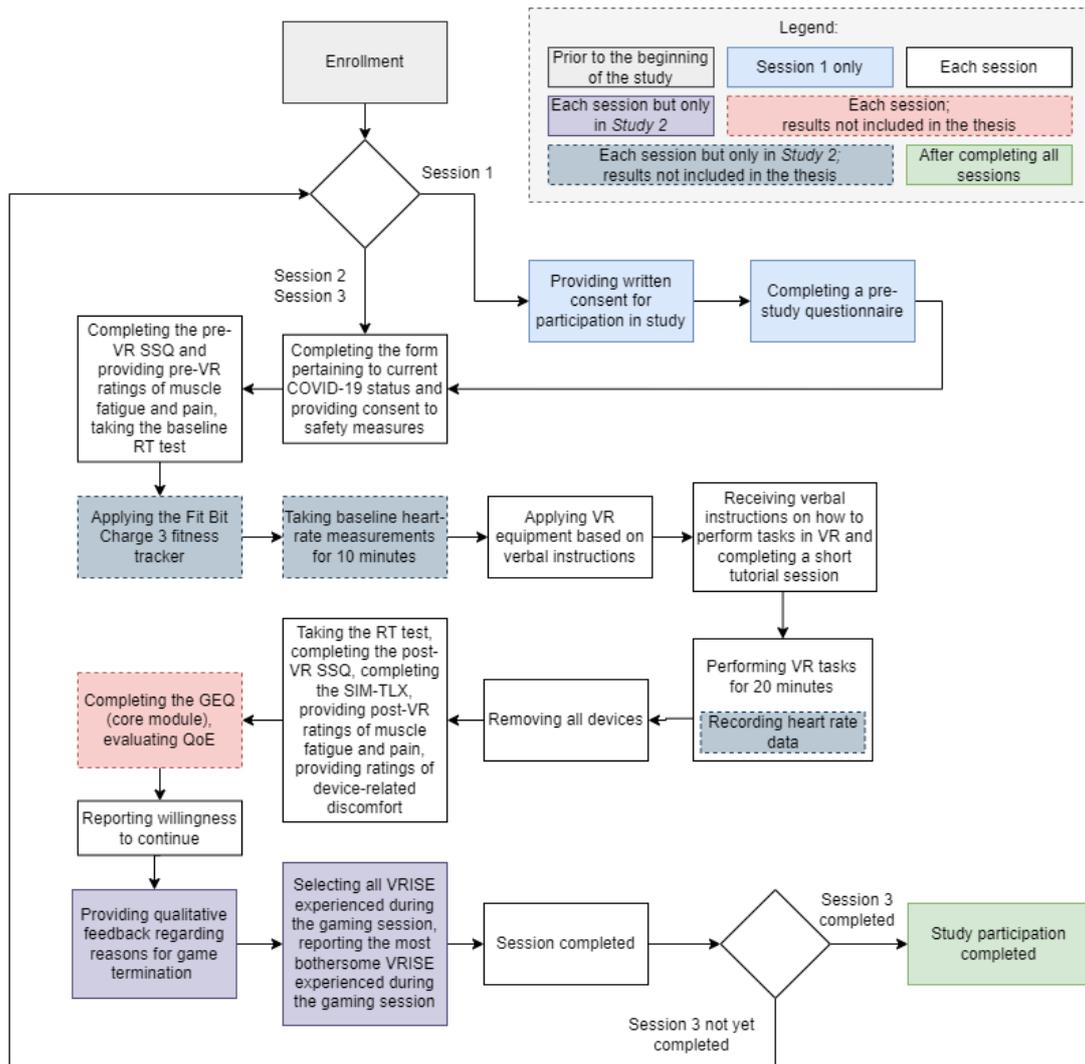 Enrollment
Legend:
Prior to the beginning
of the study
Session 1 only
Each session
Each session but only
in Study 2
Each session;
results not included in the thesis
Each session but only in Study 2;
results not included in the thesis
After completing all
sessions
Session 1
Session 2
Session 3
Providing written
consent for
participation in study
Completing a pre-
study questionnaire
Completing the pre-
VR SSQ and
providing pre-VR
ratings of muscle
fatigue and pain,
taking the baseline
RT test
Completing the form
pertaining to current
COVID-19 status and
providing consent to
safety measures
Applying the Fit Bit
Charge 3 fitness
tracker
Taking baseline heart-
rate measurements
for 10 minutes
Applying VR
equipment based on
verbal instructions
Receiving verbal
instructions on how to
perform tasks in VR and
completing a short
tutorial session
Performing VR tasks
for 20 minutes
Recording heart rate
data
Removing all devices
Taking the RT test,
completing the post-
VR SSQ, completing
the SIM-TLX,
providing post-VR
ratings of muscle
fatigue and pain,
providing ratings of
device-related
discomfort
Completing the GEQ
(core module),
evaluating QoE
Reporting willingness
to continue
Providing qualitative
feedback regarding
reasons for game
termination
Selecting all VRISE
experienced during
the gaming session,
reporting the most
bothersome VRISE
experienced during
the gaming session
Session completed
Session 3
completed
Study participation
completed
Session 3 not yet
completed